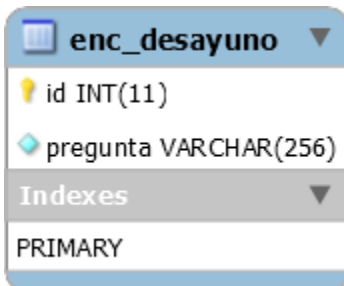 enc_desayuno
id INT(11)
pregunta VARCHAR(256)
Indexes
PRIMARY